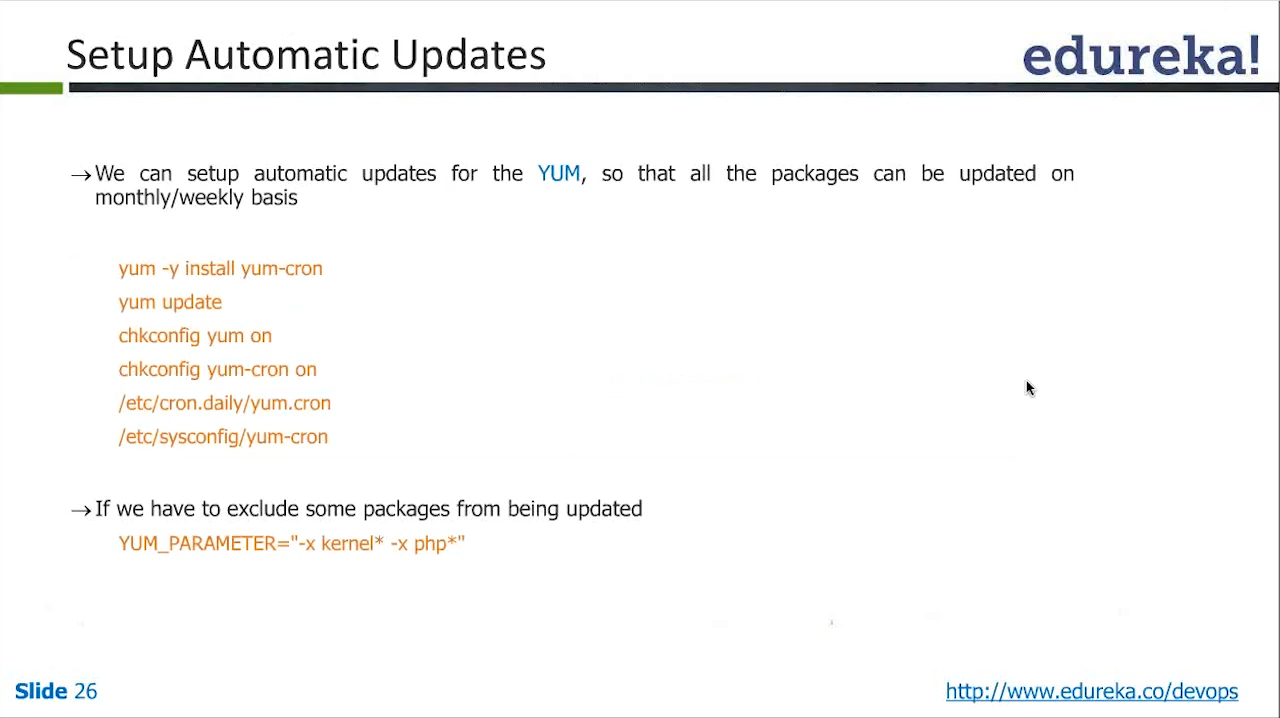 Setup Automatic Updates
edureka!
→We can setup automatic updates for the YUM, so that all the packages can be updated on
monthly/weekly basis
yum -y install yum-cron
yum update
chkconfig yum on
chkconfig yum-cron on
/etc/cron.daily/yum.cron
/etc/sysconfig/yum-cron
→If we have to exclude some packages from being updated
YUM_PARAMETER="-x kernel* -x php*"
Slide 26
http://www.edureka.co/devops